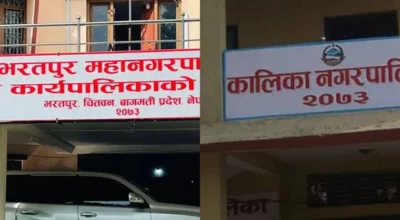 भरतपुर महानगरपा
कार्यपालिकाको
भरतपुर, चितवन, बागमती प्रदेश, नेपा
२०७३
कालिका नगरपालि
२०७३